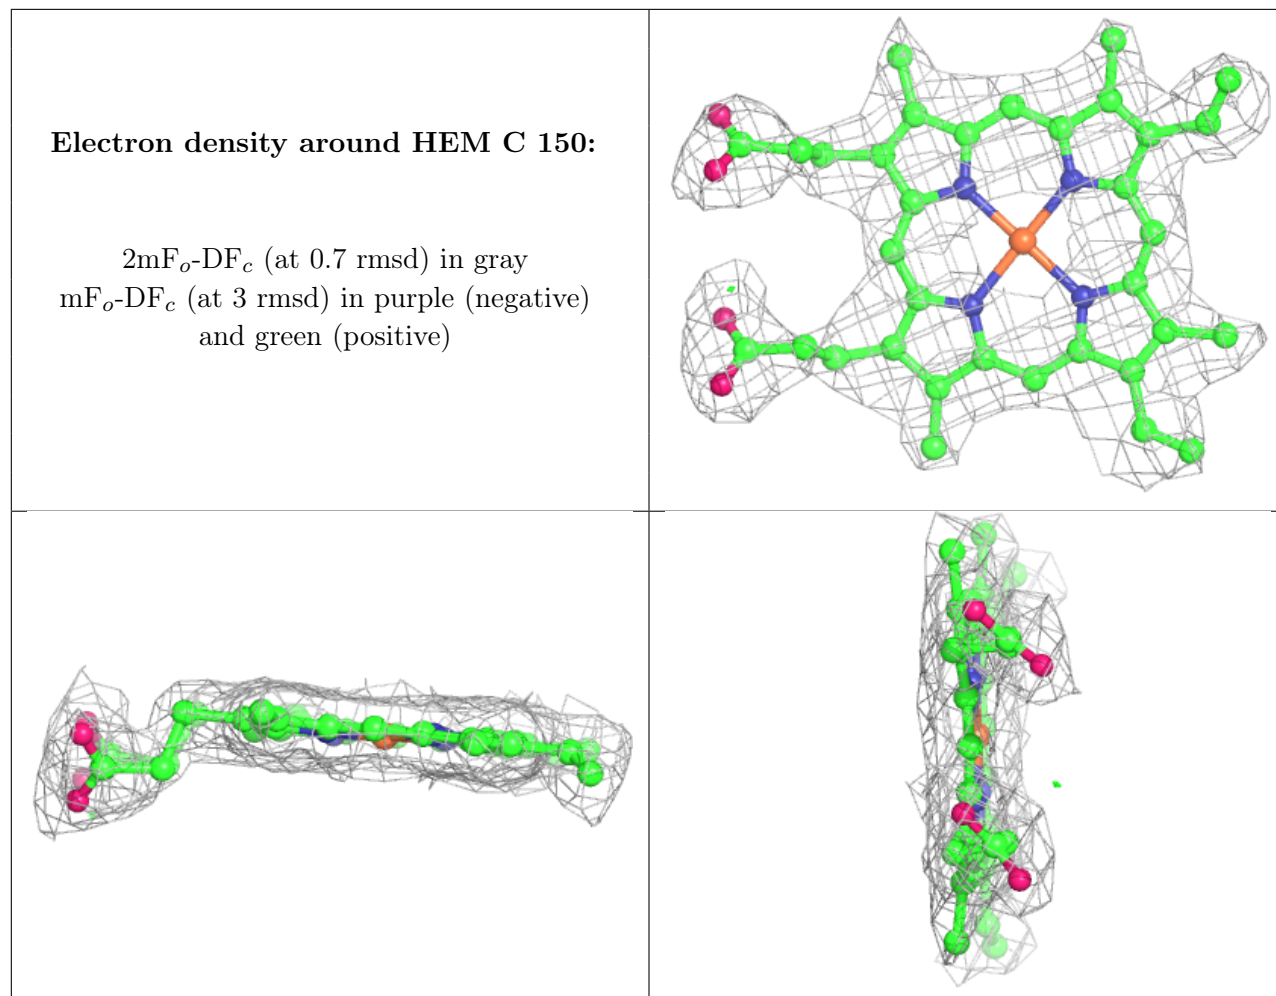 Electron density around HEM C 150:
2mFo-DFc (at 0.7 rmsd) in gray
mFo-DFc (at 3 rmsd) in purple (negative)
and green (positive)